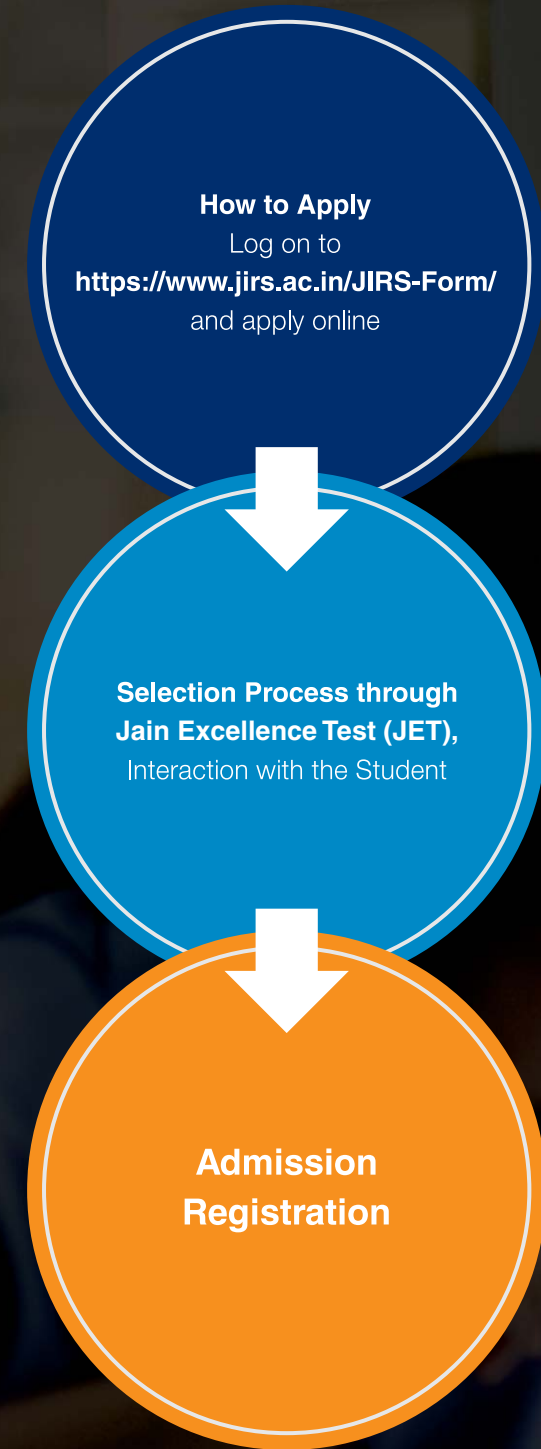 How to Apply
Log on to
https://www.jirs.ac.in/JIRS-Form/
and apply online
Selection Process through
Jain Excellence Test (JET),
Interaction with the Student
Admission
Registration